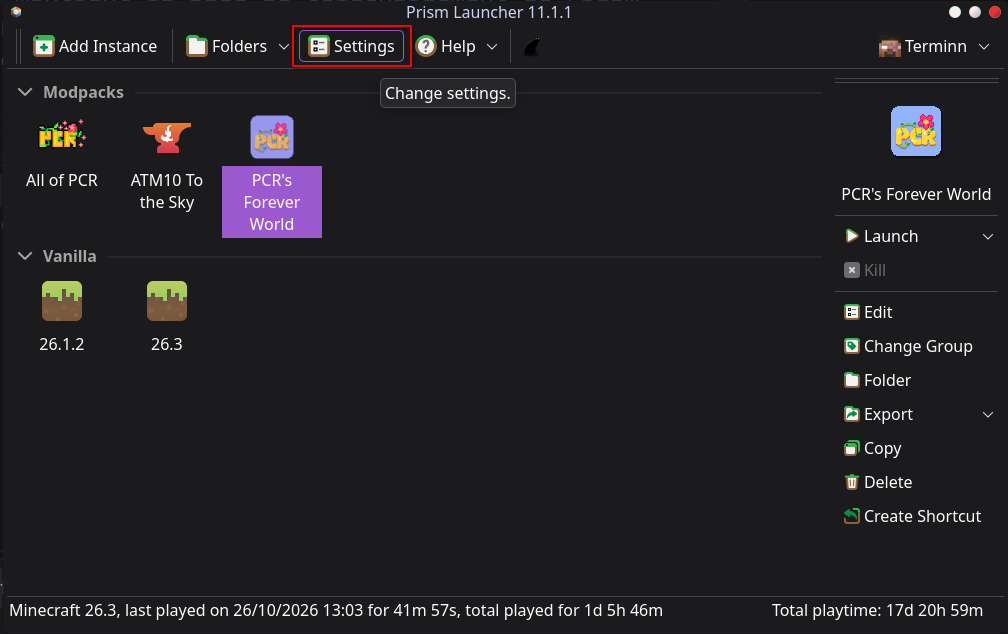 Prism Launcher 11.1.1
Add Instance
Folders
Settings
Help
Terminn
Change settings.
Modpacks
PCR
PCR
PCR
All of PCR
ATM10 To
the Sky
PCR's
Forever
World
Vanilla
26.1.2
26.3
PCR's Forever World
Launch
Kill
Edit
Change Group
Folder
Export
Copy
Delete
Create Shortcut
Minecraft 26.3, last played on 26/10/2026 13:03 for 41m 57s, total played for 1d 5h 46m
Total playtime: 17d 20h 59m